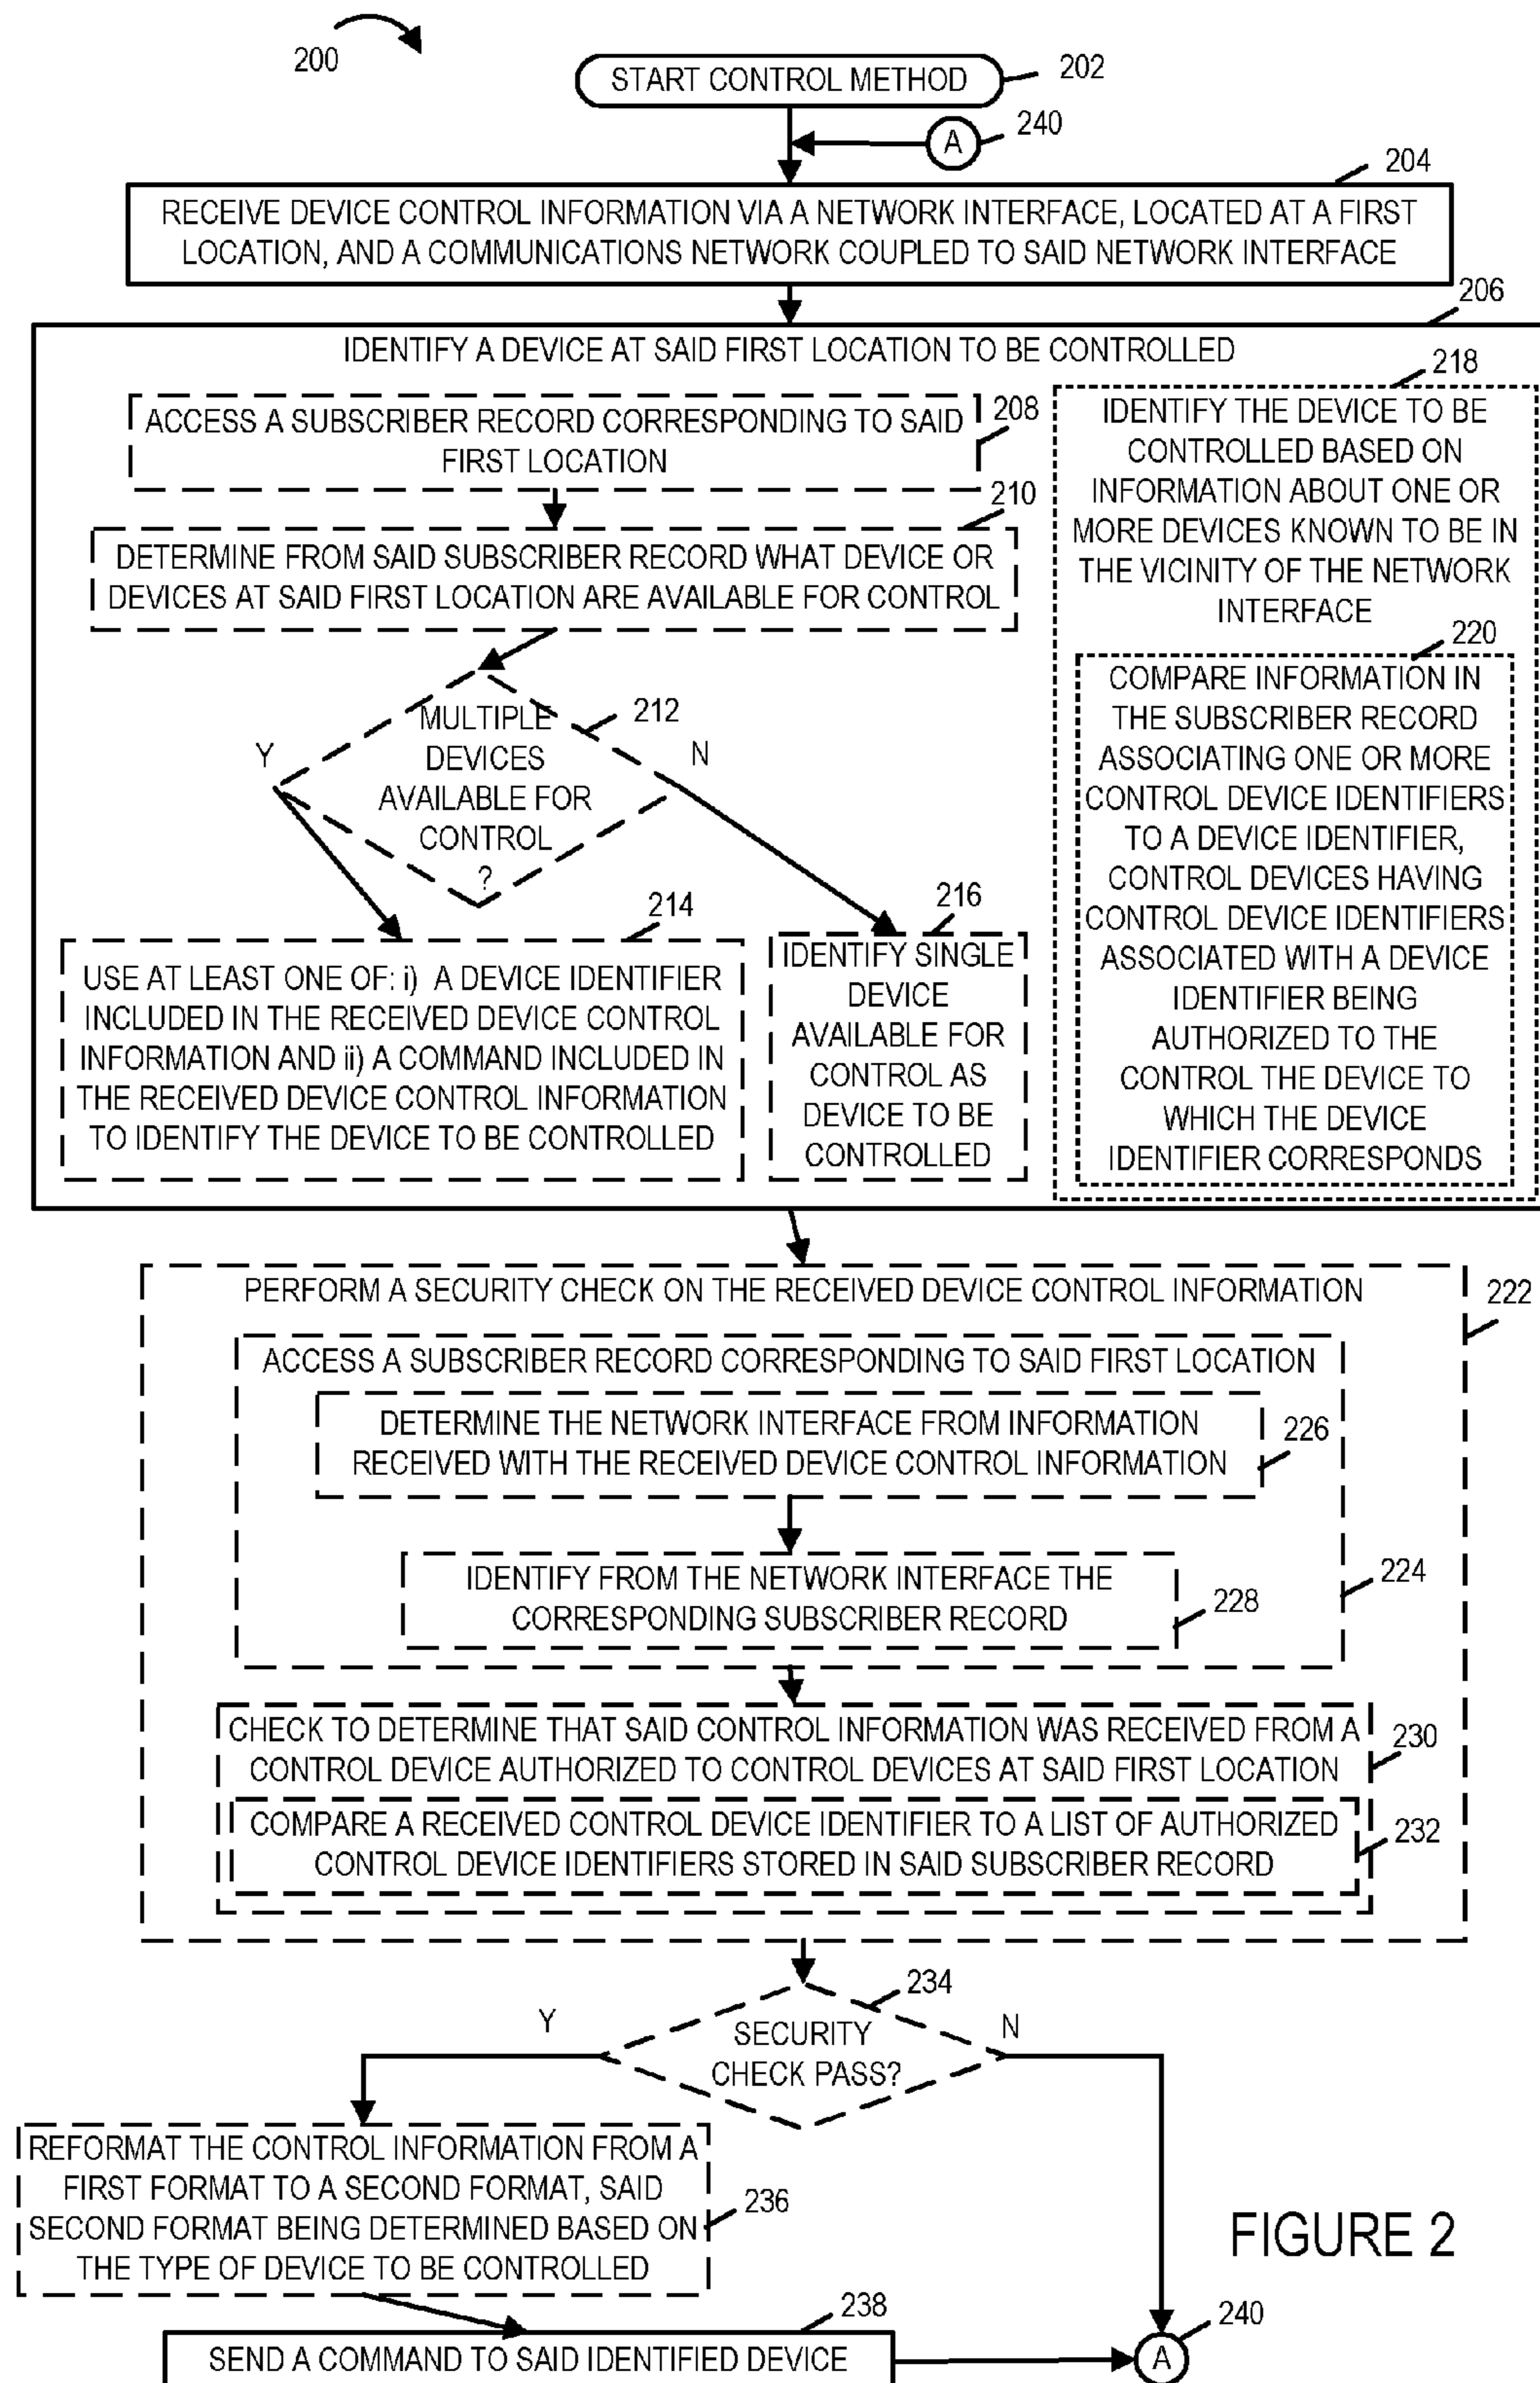 200
START CONTROL METHOD
202
A
240
204
RECEIVE DEVICE CONTROL INFORMATION VIA A NETWORK INTERFACE, LOCATED AT A FIRST
LOCATION, AND A COMMUNICATIONS NETWORK COUPLED TO SAID NETWORK INTERFACE
206
IDENTIFY A DEVICE AT SAID FIRST LOCATION TO BE CONTROLLED
208
ACCESS A SUBSCRIBER RECORD CORRESPONDING TO SAID
FIRST LOCATION
210
DETERMINE FROM SAID SUBSCRIBER RECORD WHAT DEVICE OR
DEVICES AT SAID FIRST LOCATION ARE AVAILABLE FOR CONTROL
212
MULTIPLE
DEVICES
AVAILABLE FOR
CONTROL
?
Y
N
214
USE AT LEAST ONE OF: i) A DEVICE IDENTIFIER
INCLUDED IN THE RECEIVED DEVICE CONTROL
INFORMATION AND ii) A COMMAND INCLUDED IN
THE RECEIVED DEVICE CONTROL INFORMATION
TO IDENTIFY THE DEVICE TO BE CONTROLLED
216
IDENTIFY SINGLE
DEVICE
AVAILABLE FOR
CONTROL AS
DEVICE TO BE
CONTROLLED
218
IDENTIFY THE DEVICE TO BE
CONTROLLED BASED ON
INFORMATION ABOUT ONE OR
MORE DEVICES KNOWN TO BE IN
THE VICINITY OF THE NETWORK
INTERFACE
220
COMPARE INFORMATION IN
THE SUBSCRIBER RECORD
ASSOCIATING ONE OR MORE
CONTROL DEVICE IDENTIFIERS
TO A DEVICE IDENTIFIER,
CONTROL DEVICES HAVING
CONTROL DEVICE IDENTIFIERS
ASSOCIATED WITH A DEVICE
IDENTIFIER BEING
AUTHORIZED TO THE
CONTROL THE DEVICE TO
WHICH THE DEVICE
IDENTIFIER CORRESPONDS
PERFORM A SECURITY CHECK ON THE RECEIVED DEVICE CONTROL INFORMATION
222
ACCESS A SUBSCRIBER RECORD CORRESPONDING TO SAID FIRST LOCATION
DETERMINE THE NETWORK INTERFACE FROM INFORMATION
RECEIVED WITH THE RECEIVED DEVICE CONTROL INFORMATION
226
IDENTIFY FROM THE NETWORK INTERFACE THE
CORRESPONDING SUBSCRIBER RECORD
228
224
CHECK TO DETERMINE THAT SAID CONTROL INFORMATION WAS RECEIVED FROM A
CONTROL DEVICE AUTHORIZED TO CONTROL DEVICES AT SAID FIRST LOCATION
230
COMPARE A RECEIVED CONTROL DEVICE IDENTIFIER TO A LIST OF AUTHORIZED
CONTROL DEVICE IDENTIFIERS STORED IN SAID SUBSCRIBER RECORD
232
234
SECURITY
CHECK PASS?
Y
N
REFORMAT THE CONTROL INFORMATION FROM A
FIRST FORMAT TO A SECOND FORMAT, SAID
SECOND FORMAT BEING DETERMINED BASED ON
THE TYPE OF DEVICE TO BE CONTROLLED
236
FIGURE 2
238
SEND A COMMAND TO SAID IDENTIFIED DEVICE
240
A